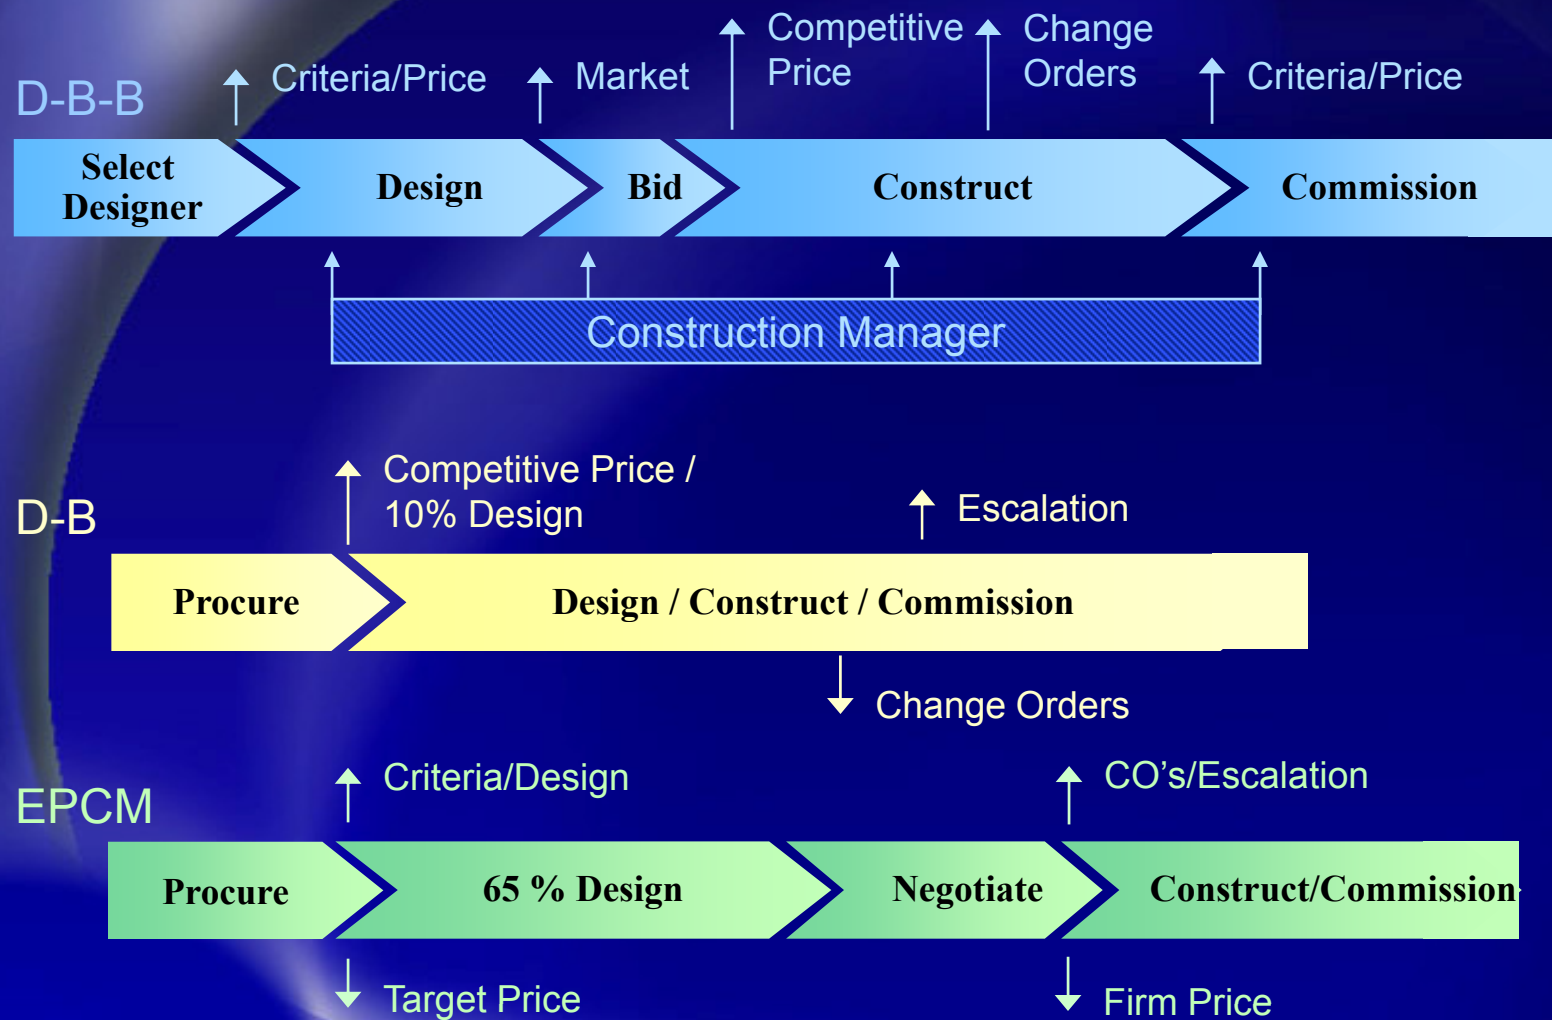 Competitive
Price
Change
Orders
Criteria/Price
Market
Criteria/Price
D-B-B
Select
Designer
Design
Bid
Construct
Commission
Construction Manager
Competitive Price /
10% Design
Escalation
D-B
Procure
Design / Construct / Commission
Change Orders
Criteria/Design
CO’s/Escalation
EPCM
Procure
65 % Design
Negotiate
Construct/Commission
Target Price
Firm Price